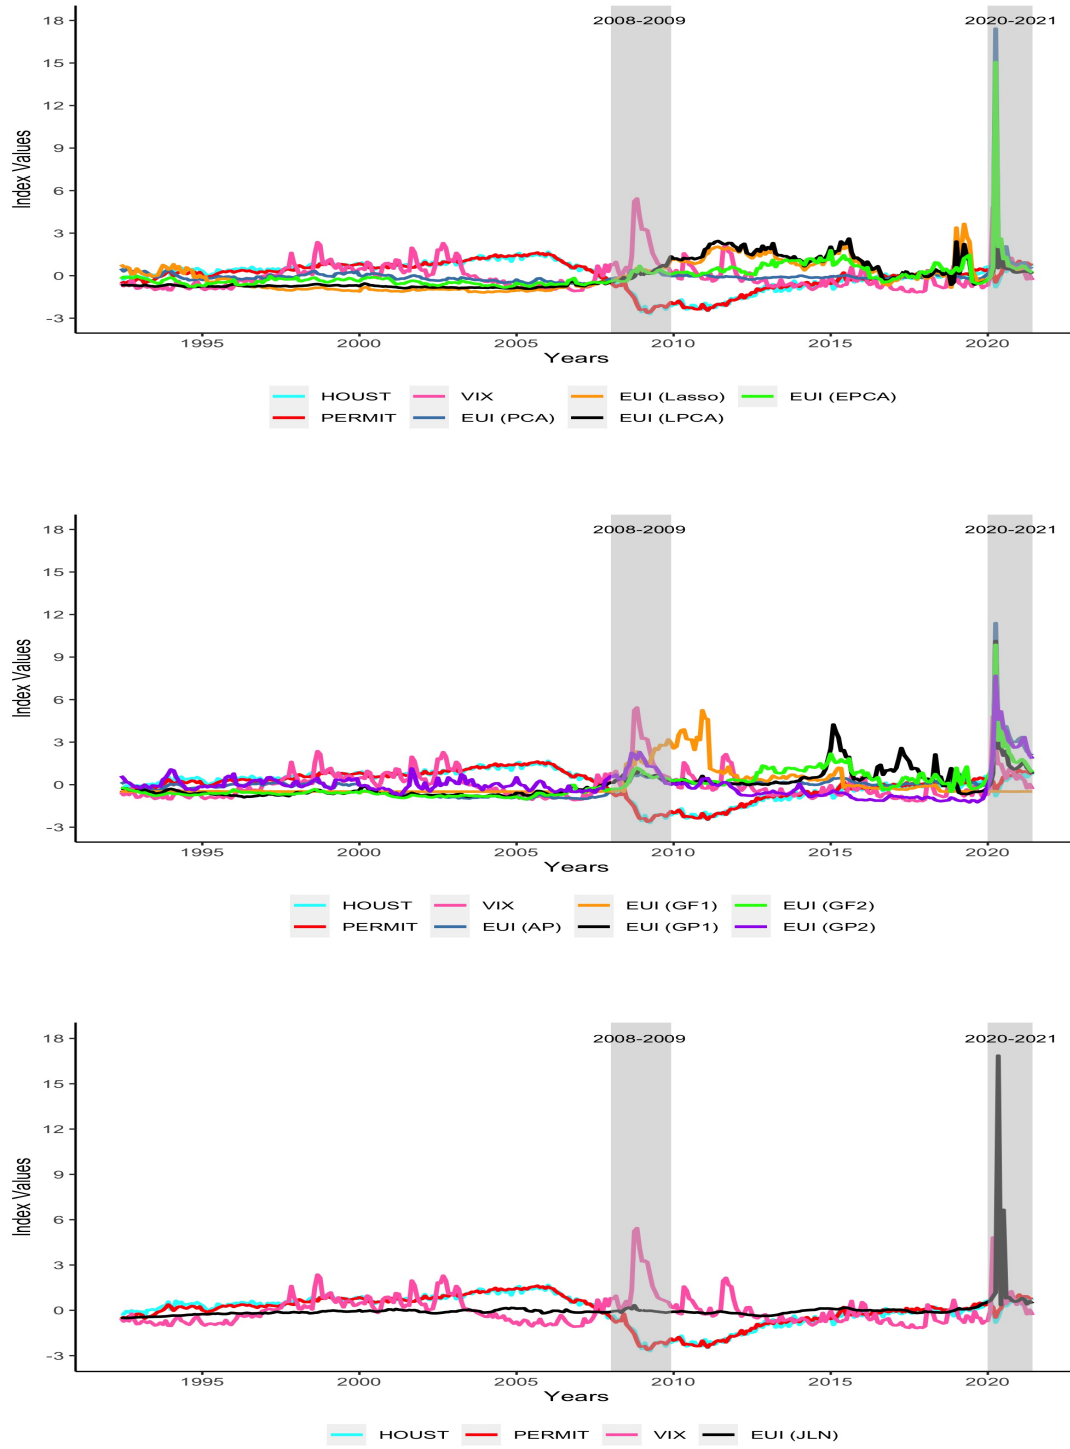 2008-2009 2020-2021
18
15
12
9
6
3
0
-3
Index Values
1995 2000 2005 2010 2015 2020
Years
HOUST VIX EUI (Lasso) EUI (EPCA)
PERMIT EUI (PCA) EUI (LPCA)
2008-2009 2020-2021
18
15
12
9
6
3
0
-3
Index Values
1995 2000 2005 2010 2015 2020
Years
HOUST VIX EUI (GF1) EUI (GF2)
PERMIT EUI (AP) EUI (GP1) EUI (GP2)
2008-2009 2020-2021
18
15
12
9
6
3
0
-3
Index Values
1995 2000 2005 2010 2015 2020
Years
HOUST PERMIT VIX EUI (JLN)